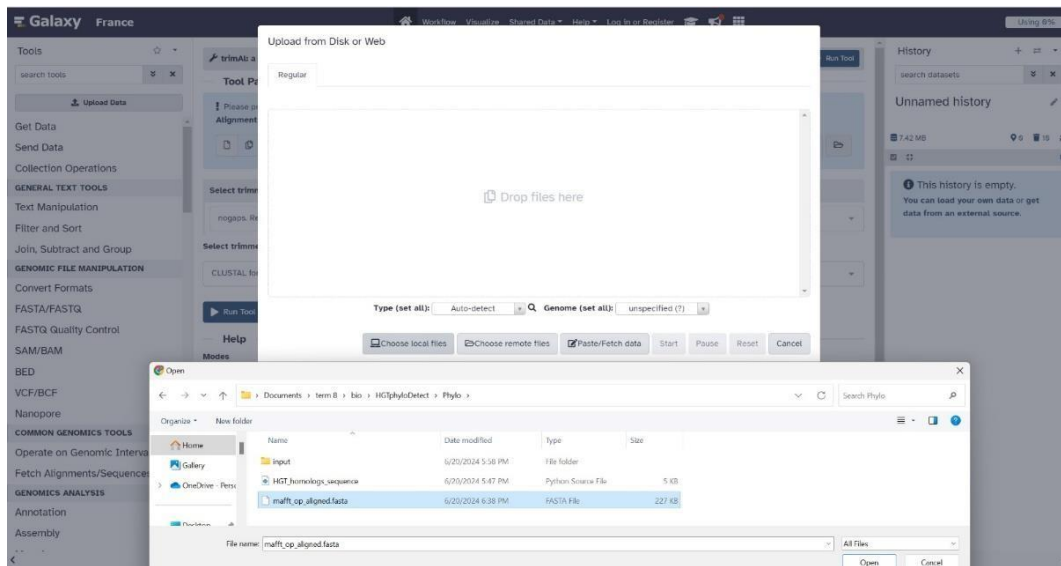 Galaxy France
Workflow Visualize Shared Data Help Log in or Register
Using 0%
Tools
search tools
Upload Data
Get Data
Send Data
Collection Operations
GENERAL TEXT TOOLS
Text Manipulation
Filter and Sort
Join, Subtract and Group
GENOMIC FILE MANIPULATION
Convert Formats
FASTA/FASTQ
FASTQ Quality Control
SAM/BAM
BED
VCF/BCF
Nanopore
COMMON GENOMICS TOOLS
Operate on Genomic Interva
Fetch Alignments/Sequences
GENOMICS ANALYSIS
Annotation
Assembly
trimAl: a
Run Tool
Tool Pa
Please p
Alignment
Select trimm
nogaps. Re
Select trimme
CLUSTAL fo
Run Tool
Help
Modes
Upload from Disk or Web
Regular
Drop files here
Type (set all): Auto-detect Genome (set all): unspecified (?)
Choose local files Choose remote files Paste/Fetch data Start Pause Reset Cancel
History
search datasets
Unnamed history
7.42 MB
This history is empty.
You can load your own data or get
data from an external source.
Open
Documents > term 8 > bio > HGTphyloDetect > Phylo >
Search Phylo
Organize New folder
Home
Gallery
OneDrive - Perso
Desktop
Name Date modified Type Size
input 6/20/2024 5:58 PM File folder
HGT_homologs_sequence 6/20/2024 5:47 PM Python Source File 5 KB
mafft_op_aligned.fasta 6/20/2024 6:38 PM FASTA File 227 KB
File name: mafft_op_aligned.fasta All Files
Open Cancel